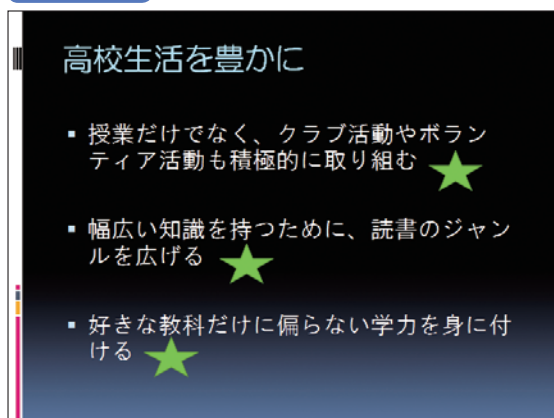 高校生活を豊かに
授業だけでなく、クラブ活動やボラン
ティア活動も積極的に取り組む
幅広い知識を持つために、読書のジャン
ルを広げる
好きな教科だけに偏らない学力を身に付
ける